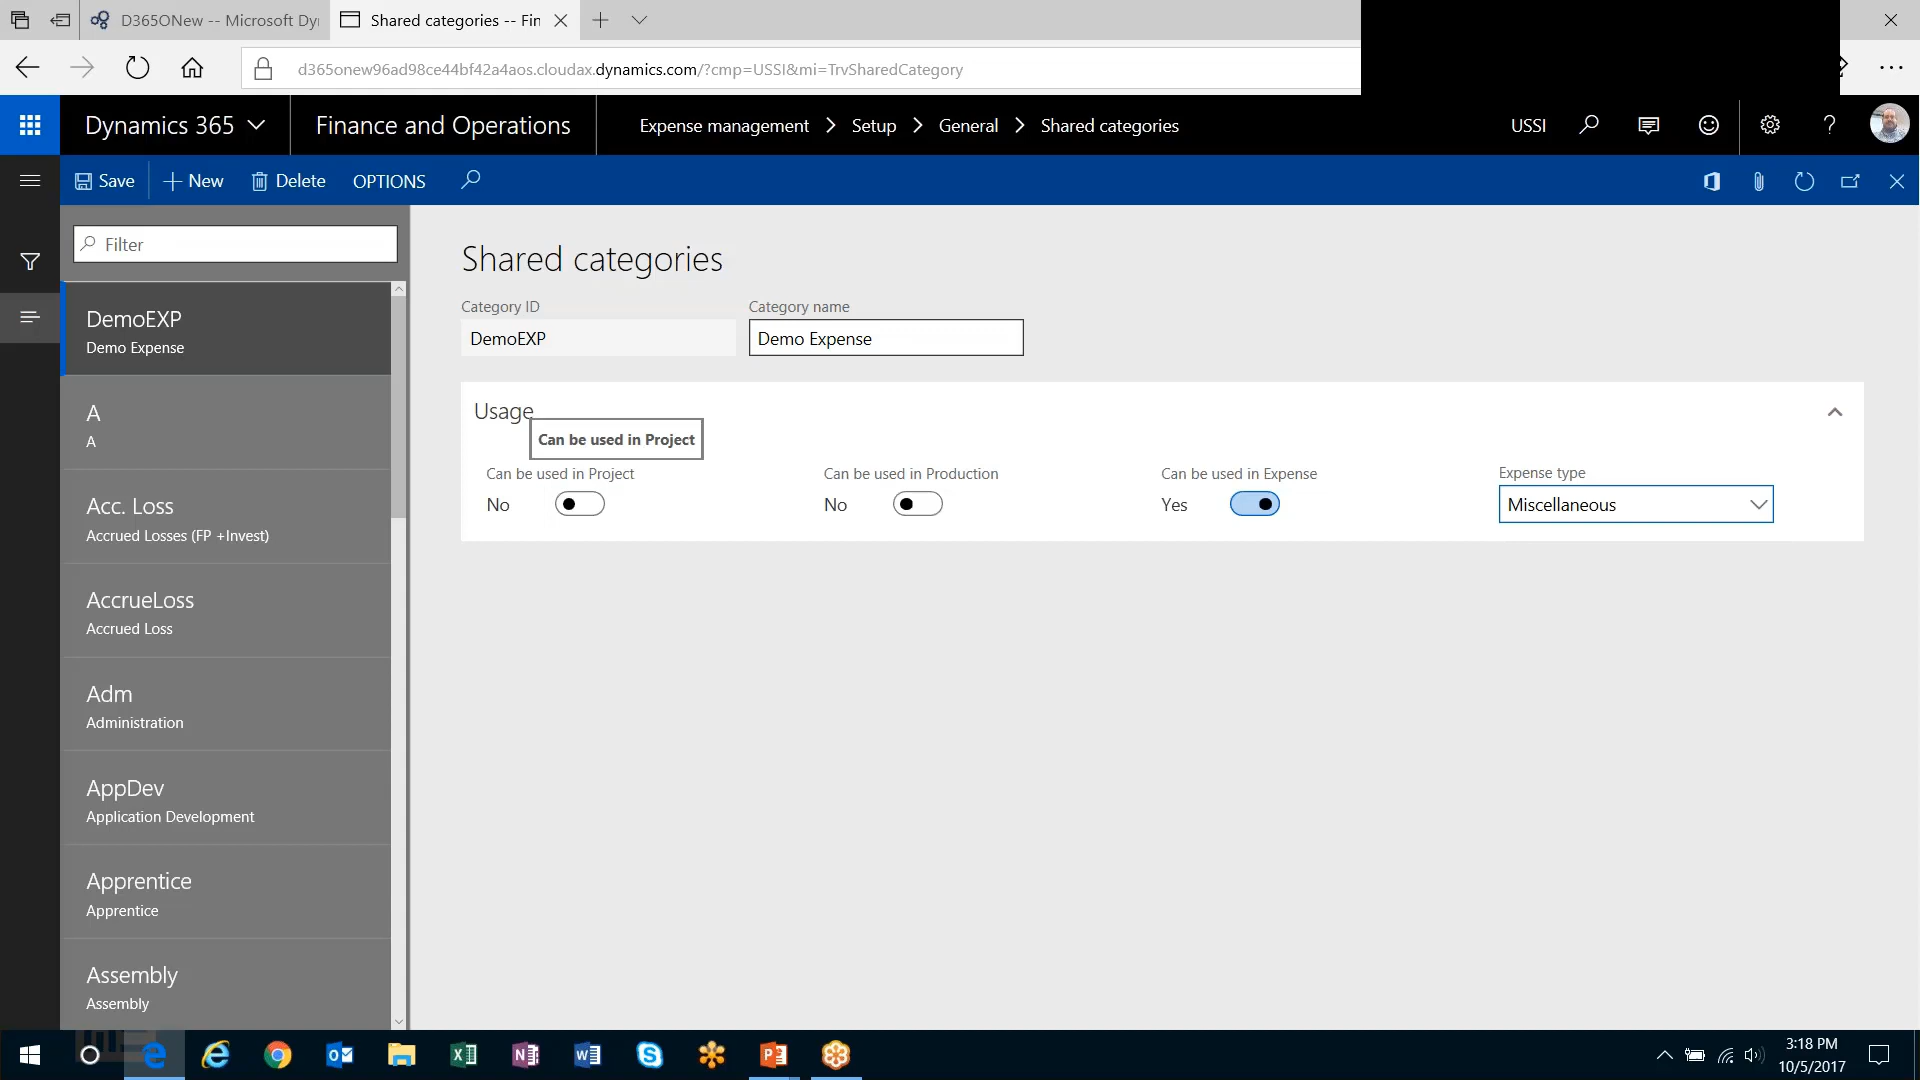 D365ONew -- Microsoft Dy
Shared categories -- Fin
d365onew96ad98ce44bf42a4aos.cloudax.dynamics.com/?cmp=USSI&mi=TrvSharedCategory
Dynamics 365
Finance and Operations
Expense management > Setup > General > Shared categories
USSI
Save
New
Delete
OPTIONS
Filter
DemoEXP
Demo Expense
A
A
Acc. Loss
Accrued Losses (FP +Invest)
AccrueLoss
Accrued Loss
Adm
Administration
AppDev
Application Development
Apprentice
Apprentice
Assembly
Assembly
Shared categories
Category ID
Category name
DemoEXP
Demo Expense
Usage
Can be used in Project
Can be used in Project
Can be used in Production
Can be used in Expense
Expense type
No
No
Yes
Miscellaneous
3:18 PM
10/5/2017